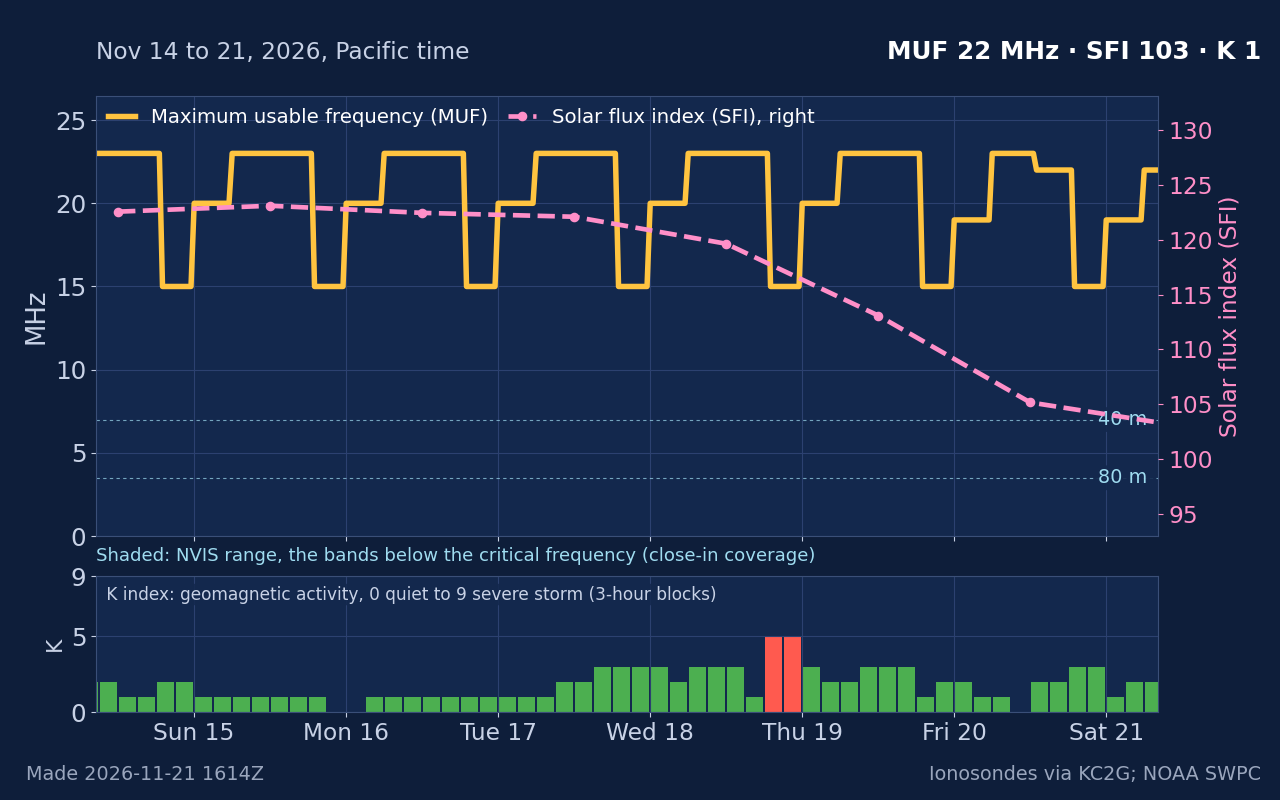 Nov 14 to 21, 2026, Pacific time
MUF 22 MHz · SFI 103 · K 1
Maximum usable frequency (MUF)
Solar flux index (SFI), right
25
20
15
10
5
0
MHz
130
125
120
115
110
105
100
95
Solar flux index (SFI)
40 m
80 m
Shaded: NVIS range, the bands below the critical frequency (close-in coverage)
K index: geomagnetic activity, 0 quiet to 9 severe storm (3-hour blocks)
9
5
0
K
Sun 15
Mon 16
Tue 17
Wed 18
Thu 19
Fri 20
Sat 21
Made 2026-11-21 1614Z
Ionosondes via KC2G; NOAA SWPC